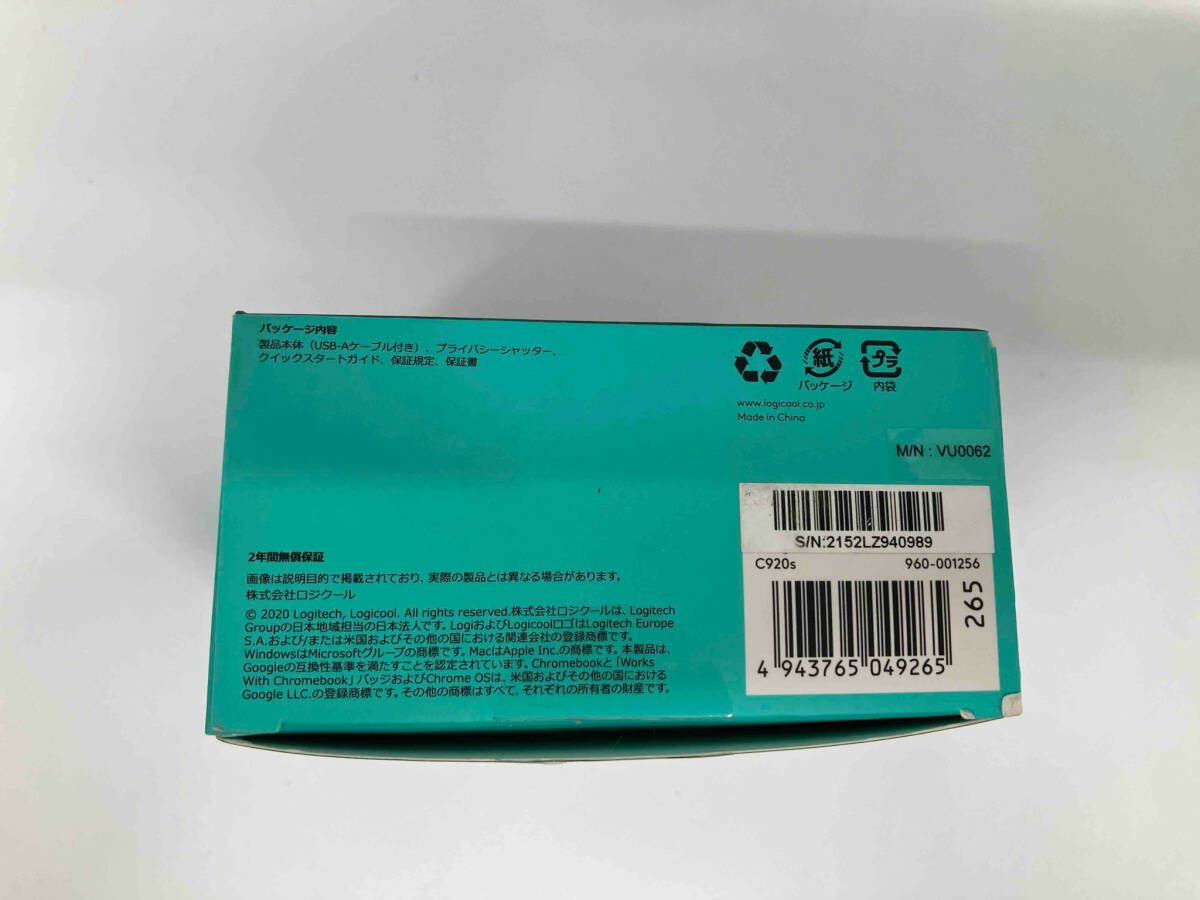 パッケージ内容
製品本体（USB-Aケーブル付き）、プライバシーシャッター、
クイックスタートガイド、保証規定、保証書
紙
プラ
パッケージ
内袋
www.logicool.co.jp
Made in China
M/N : VU0062
S/N:2152LZ940989
C920s 960-001256
265
4 943765 049265
2年間無償保証
画像は説明目的で掲載されており、実際の製品とは異なる場合があります。
株式会社ロジクール
© 2020 Logitech, Logicool. All rights reserved.株式会社ロジクールは、Logitech
Groupの日本地域担当の日本法人です。LogiおよびLogicoolロゴはLogitech Europe
S.A.および/または米国およびその他の国における関連会社の登録商標です。
WindowsはMicrosoftグループの商標です。MacはApple Inc.の商標です。本製品は、
Googleの互換性基準を満たすことを認定されています。Chromebookと「Works
With Chromebook」バッジおよびChrome OSは、米国およびその他の国における
Google LLC.の登録商標です。その他の商標はすべて、それぞれの所有者の財産です。